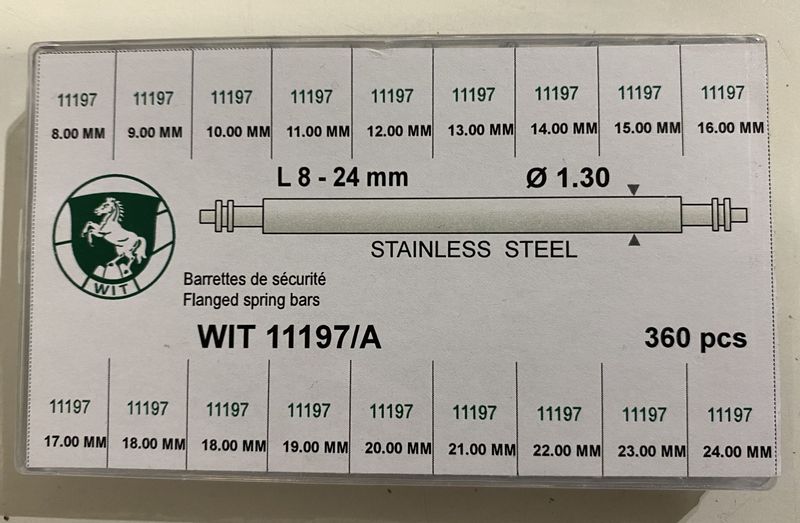 11197 11197 11197 11197 11197 11197 11197 11197 11197
8.00 MM 9.00 MM 10.00 MM 11.00 MM 12.00 MM 13.00 MM 14.00 MM 15.00 MM 16.00 MM
L 8 - 24 mm Ø 1.30
STAINLESS STEEL
WIT
Barrettes de sécurité
Flanged spring bars
WIT 11197/A 360 pcs
11197 11197 11197 11197 11197 11197 11197 11197 11197
17.00 MM 18.00 MM 18.00 MM 19.00 MM 20.00 MM 21.00 MM 22.00 MM 23.00 MM 24.00 MM